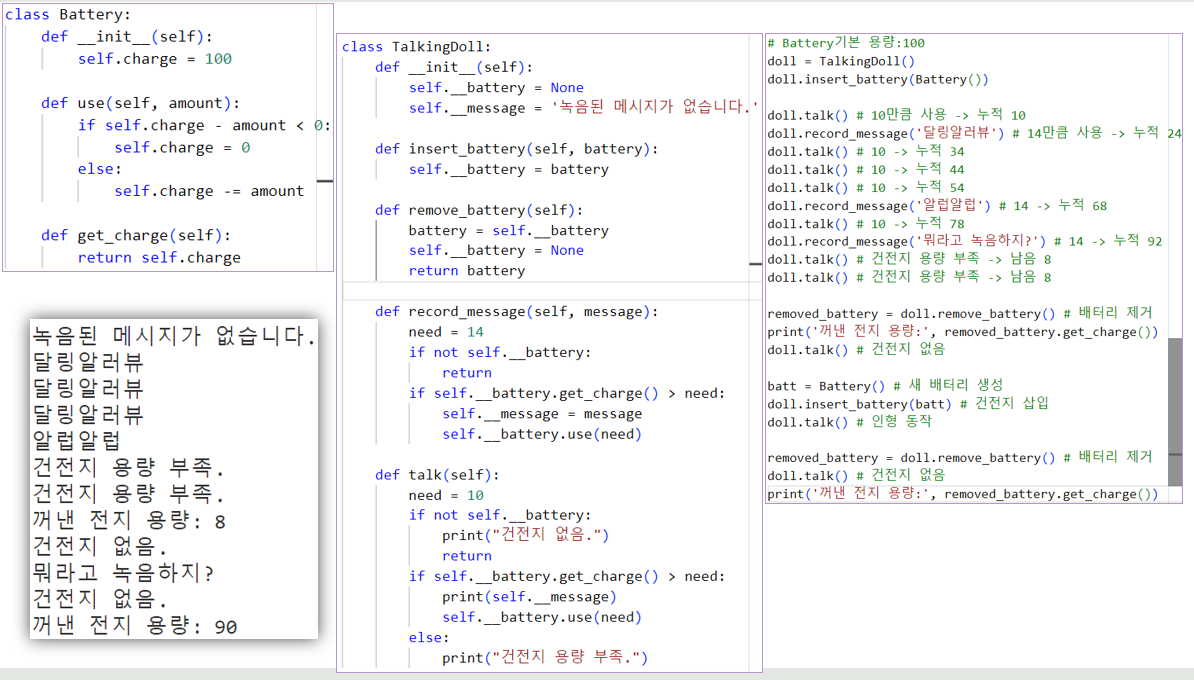 class Battery:
    def __init__(self):
        self.charge = 100

    def use(self, amount):
        if self.charge - amount < 0:
            self.charge = 0
        else:
            self.charge -= amount

    def get_charge(self):
        return self.charge

녹음된 메시지가 없습니다.
달링알러뷰
달링알러뷰
달링알러뷰
알럽알럽
건전지 용량 부족.
건전지 용량 부족.
꺼낸 전지 용량: 8
건전지 없음.
뭐라고 녹음하지?
건전지 없음.
꺼낸 전지 용량: 90

class TalkingDoll:
    def __init__(self):
        self.__battery = None
        self.__message = '녹음된 메시지가 없습니다.'

    def insert_battery(self, battery):
        self.__battery = battery

    def remove_battery(self):
        battery = self.__battery
        self.__battery = None
        return battery

    def record_message(self, message):
        need = 14
        if not self.__battery:
            return
        if self.__battery.get_charge() > need:
            self.__message = message
            self.__battery.use(need)

    def talk(self):
        need = 10
        if not self.__battery:
            print("건전지 없음.")
            return
        if self.__battery.get_charge() > need:
            print(self.__message)
            self.__battery.use(need)
        else:
            print("건전지 용량 부족.")

# Battery기본 용량:100
doll = TalkingDoll()
doll.insert_battery(Battery())

doll.talk() # 10만큼 사용 -> 누적 10
doll.record_message('달링알러뷰') # 14만큼 사용 -> 누적 24
doll.talk() # 10 -> 누적 34
doll.talk() # 10 -> 누적 44
doll.talk() # 10 -> 누적 54
doll.record_message('알럽알럽') # 14 -> 누적 68
doll.talk() # 10 -> 누적 78
doll.record_message('뭐라고 녹음하지?') # 14 -> 누적 92
doll.talk() # 건전지 용량 부족 -> 남음 8
doll.talk() # 건전지 용량 부족 -> 남음 8

removed_battery = doll.remove_battery() # 배터리 제거
print('꺼낸 전지 용량:', removed_battery.get_charge())
doll.talk() # 건전지 없음

batt = Battery() # 새 배터리 생성
doll.insert_battery(batt) # 건전지 삽입
doll.talk() # 인형 동작

removed_battery = doll.remove_battery() # 배터리 제거
doll.talk() # 건전지 없음
print('꺼낸 전지 용량:', removed_battery.get_charge())